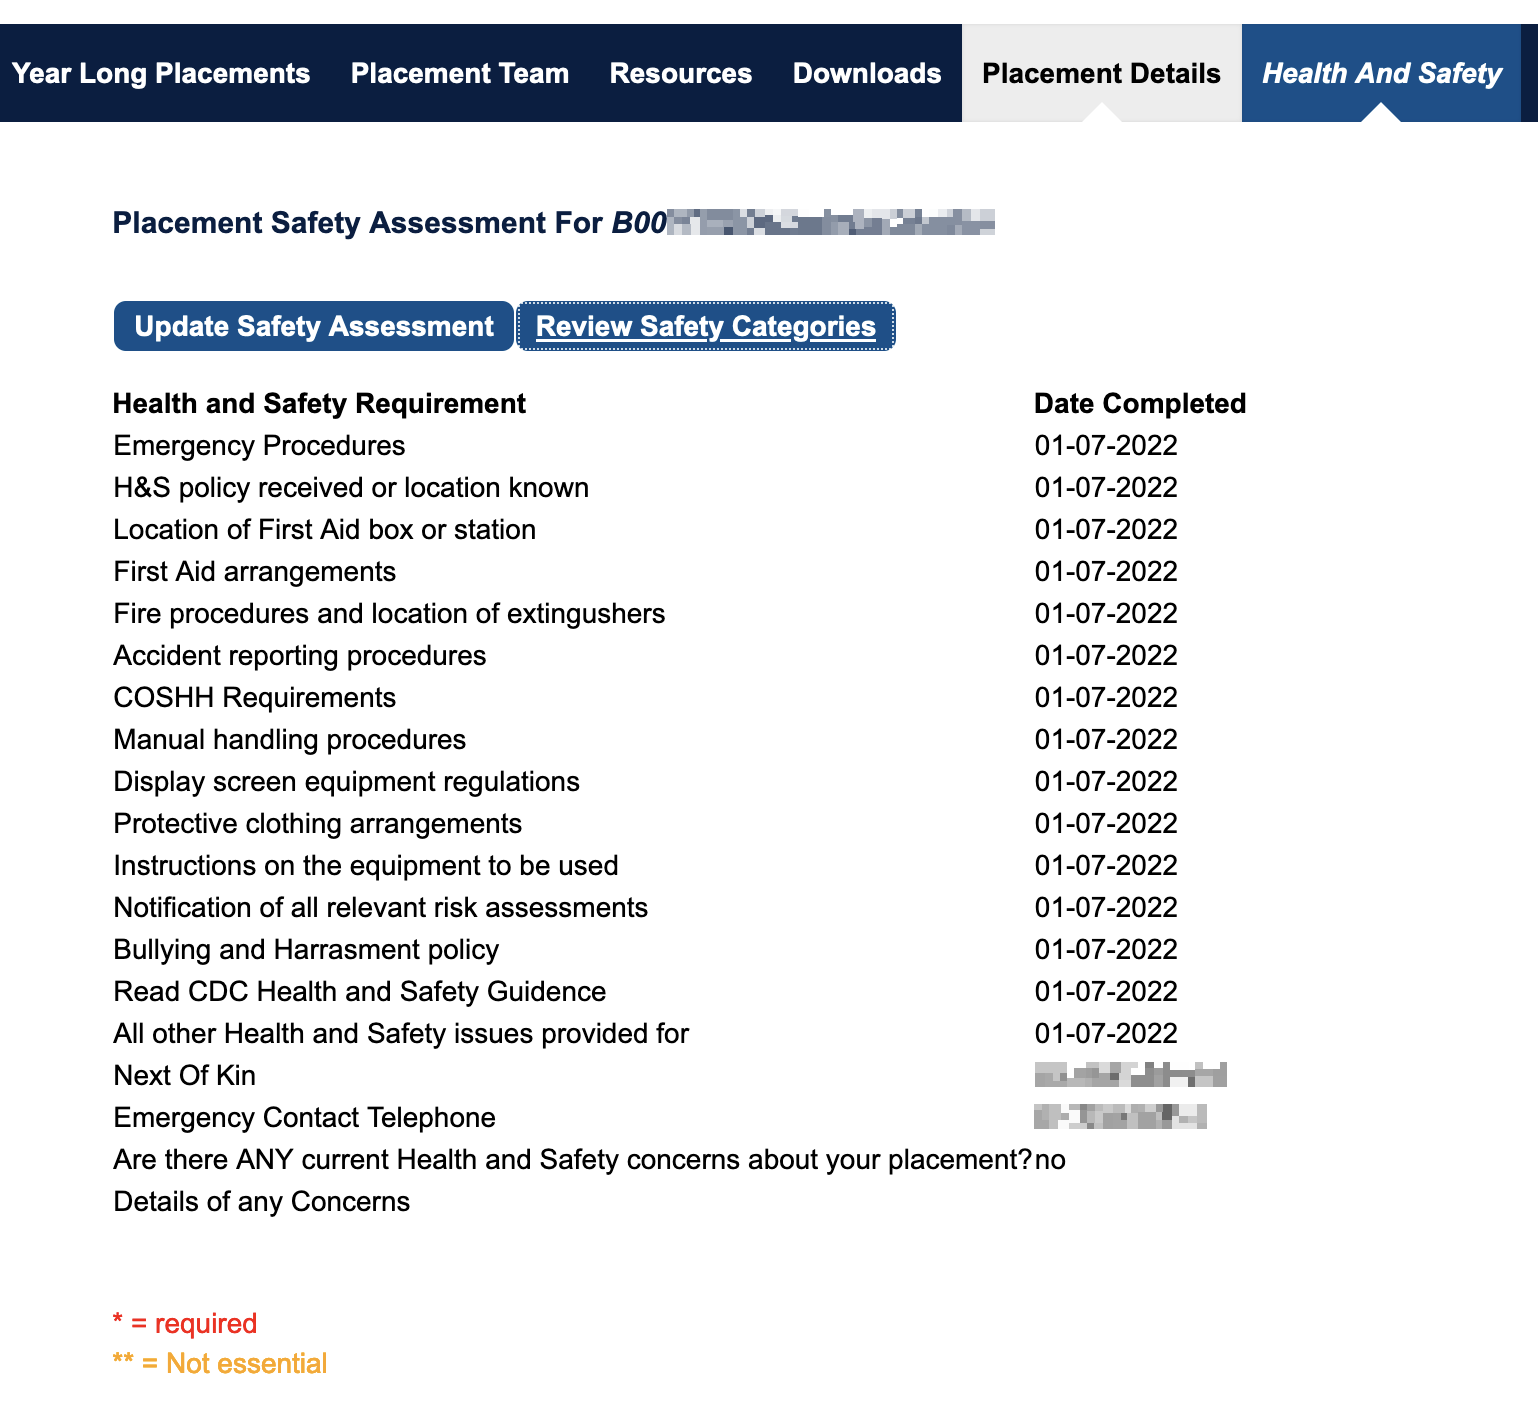 Year Long Placements Placement Team Resources Downloads Placement Details Health And Safety
Placement Safety Assessment For B00
Update Safety Assessment Review Safety Categories
Health and Safety Requirement Date Completed
Emergency Procedures 01-07-2022
H&S policy received or location known 01-07-2022
Location of First Aid box or station 01-07-2022
First Aid arrangements 01-07-2022
Fire procedures and location of extingushers 01-07-2022
Accident reporting procedures 01-07-2022
COSHH Requirements 01-07-2022
Manual handling procedures 01-07-2022
Display screen equipment regulations 01-07-2022
Protective clothing arrangements 01-07-2022
Instructions on the equipment to be used 01-07-2022
Notification of all relevant risk assessments 01-07-2022
Bullying and Harrasment policy 01-07-2022
Read CDC Health and Safety Guidence 01-07-2022
All other Health and Safety issues provided for 01-07-2022
Next Of Kin
Emergency Contact Telephone
Are there ANY current Health and Safety concerns about your placement? no
Details of any Concerns
* = required
** = Not essential